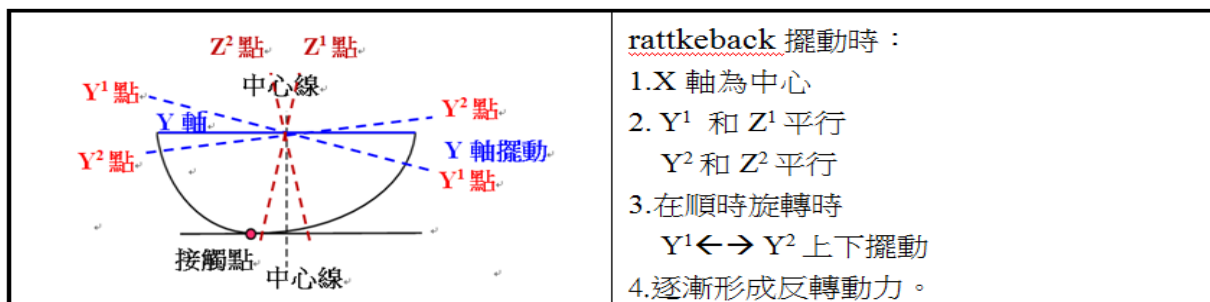 Z² 點 Z¹ 點
中心線
Y¹ 點
Y² 點
Y 軸
Y² 點
Y 軸擺動
Y¹ 點
接觸點
中心線
rattkeback 擺動時：
1.X 軸為中心
2. Y¹ 和 Z¹ 平行
Y² 和 Z² 平行
3.在順時旋轉時
Y¹←→ Y² 上下擺動
4.逐漸形成反轉動力。